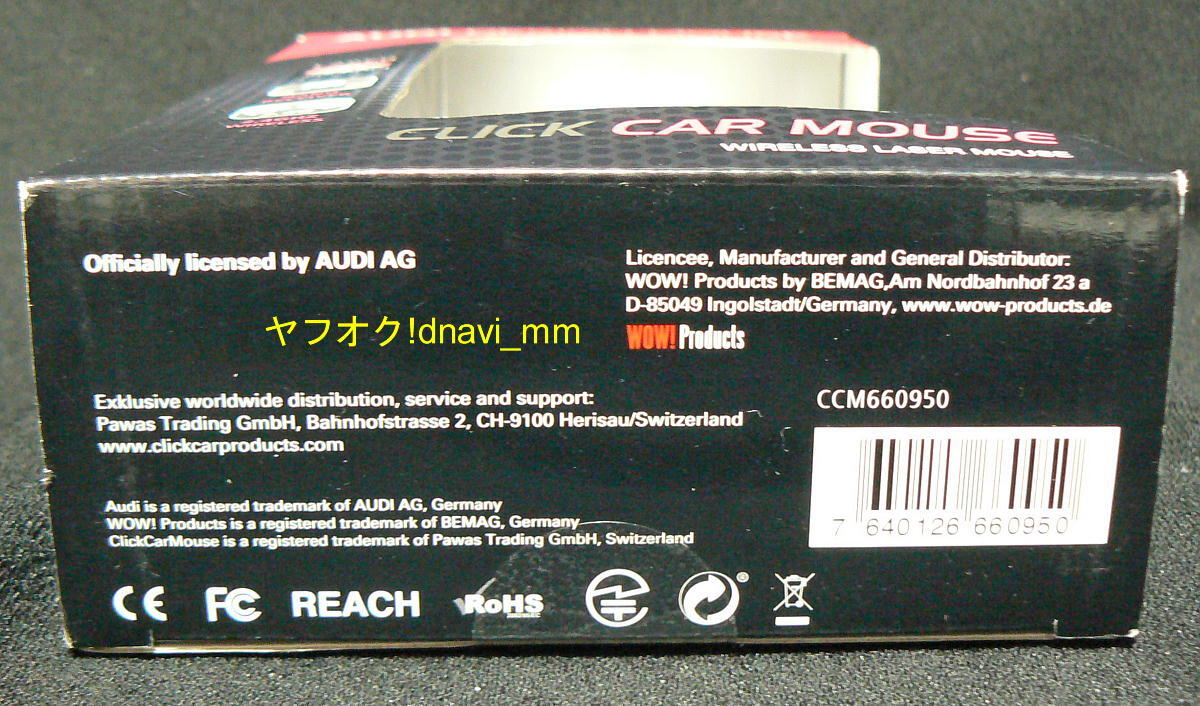 CLICK CAR MOUSE
WIRELESS LASER MOUSE
Officially licensed by AUDI AG
Licencee, Manufacturer and General Distributor:
WOW! Products by BEMAG,Am Nordbahnhof 23 a
D-85049 Ingolstadt/Germany, www.wow-products.de
WOW! Products
ヤフオク!dnavi_mm
Exklusive worldwide distribution, service and support:
Pawas Trading GmbH, Bahnhofstrasse 2, CH-9100 Herisau/Switzerland
www.clickcarproducts.com
CCM660950
7 640126 660950
Audi is a registered trademark of AUDI AG, Germany
WOW! Products is a registered trademark of BEMAG, Germany
ClickCarMouse is a registered trademark of Pawas Trading GmbH, Switzerland
CE FC REACH RoHS